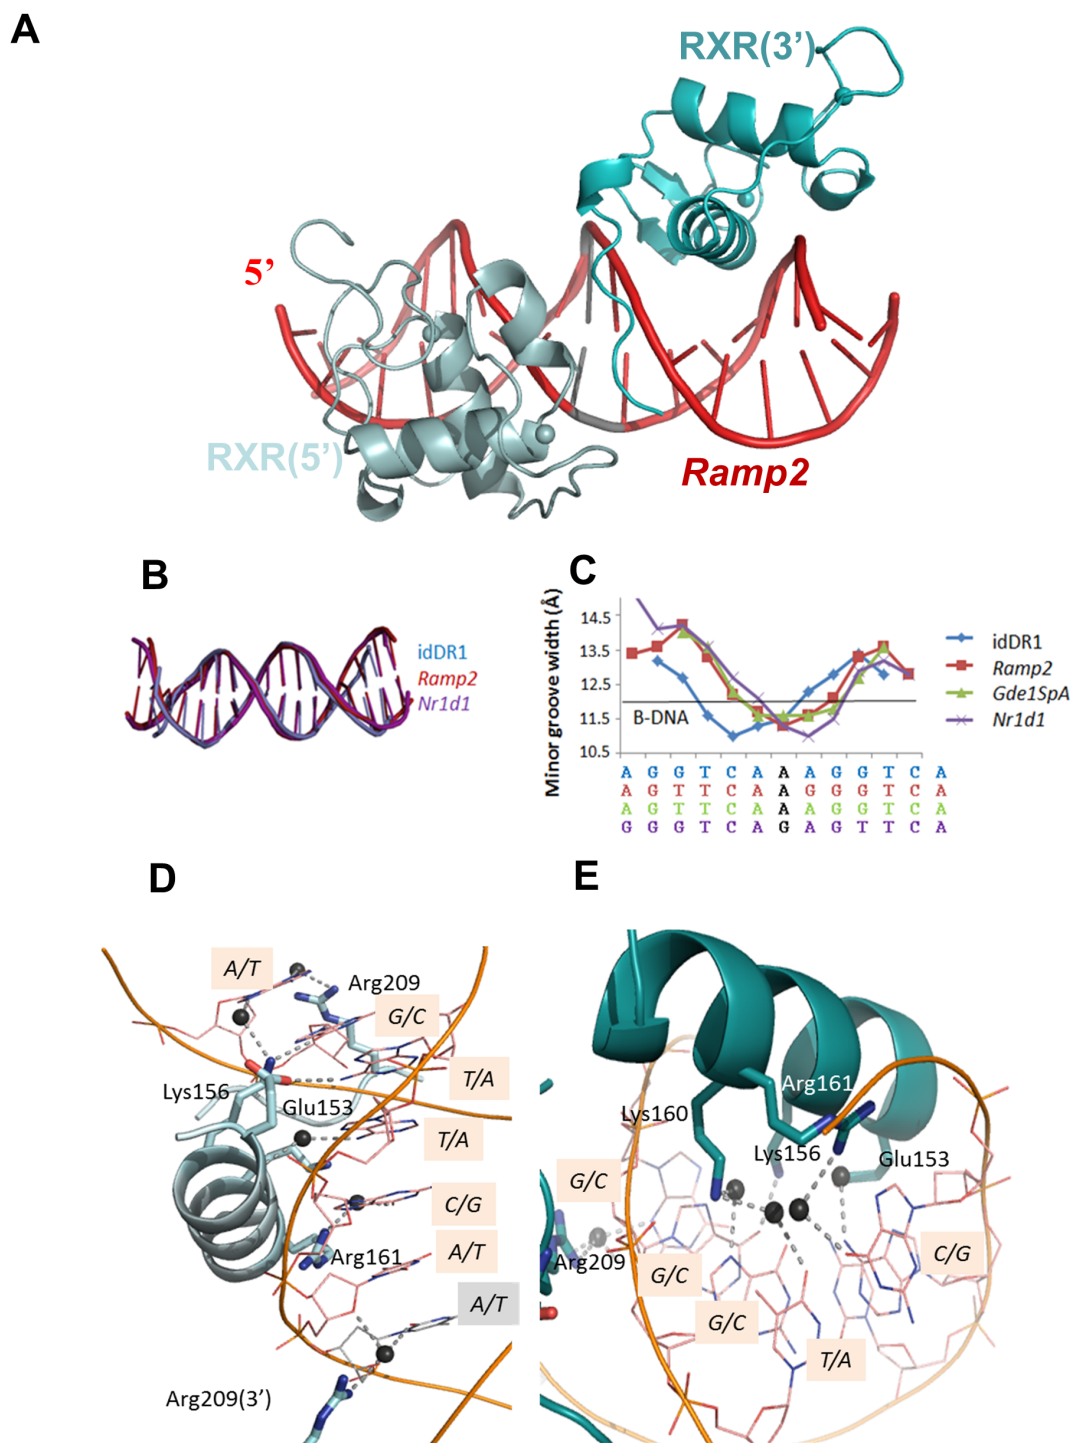 A
RXR(3’)
5’
RXR(5’)
Ramp2
B
idDR1
Ramp2
Nr1d1
C
Minor groove width (Å)
14.5
13.5
12.5
11.5
10.5
B-DNA
idDR1
Ramp2
Gde1SpA
Nr1d1
A G G T C A A A G G T C A
A G T T C A A G G G T C A
A G T T C A A A G G T C A
G G G T C A G A G T T C A
D
A/T
Arg209
G/C
Lys156
Glu153
T/A
T/A
C/G
Arg161
A/T
A/T
Arg209(3’)
E
Arg161
Lys160
Lys156
Glu153
G/C
Arg209
G/C
C/G
G/C
T/A